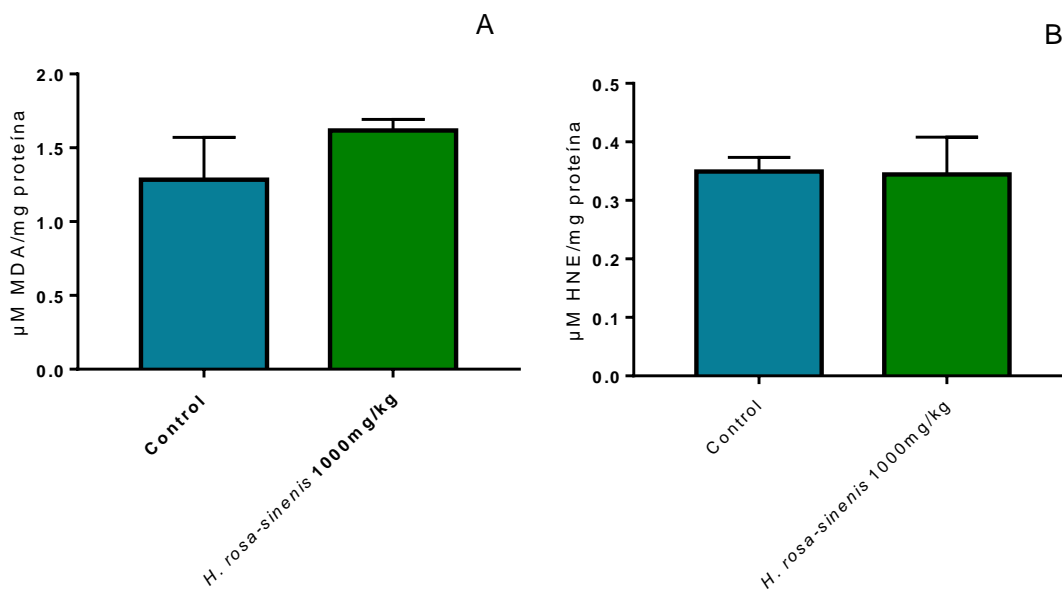 A
µM MDA/mg proteína
2.0
1.5
1.0
0.5
0.0
Control
H. rosa-sinenis 1000mg/kg
B
µM HNE/mg proteína
0.5
0.4
0.3
0.2
0.1
0.0
Control
H. rosa-sinenis 1000mg/kg